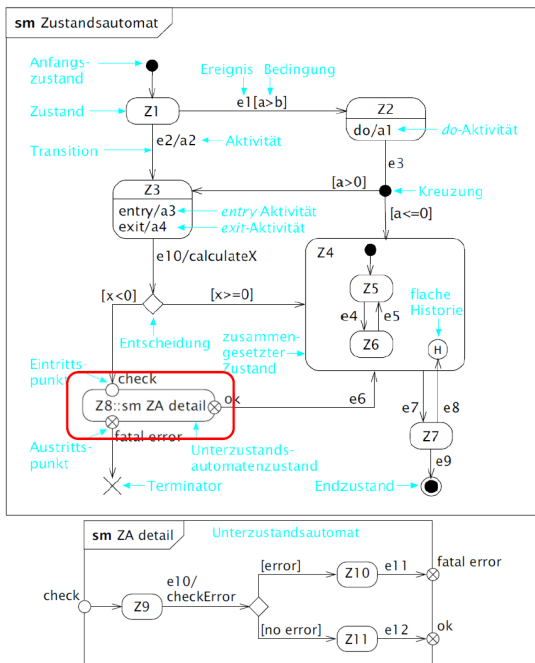 sm Zustandsautomat
Anfangs-
zustand
Ereignis Bedingung
Zustand
Z1
e1[a>b]
Z2
do/a1
do-Aktivität
e2/a2
Aktivität
Transition
e3
Z3
[a>0]
Kreuzung
entry/a3
entry-Aktivität
exit/a4
exit-Aktivität
[a<=0]
e10/calculateX
Z4
Z5
flache
Historie
[x<0]
[x>=0]
e4
e5
Entscheidung
zusammen-
gesetzter
Zustand
Z6
H
Eintritts-
punkt
check
ok
e6
e7
e8
Z8::sm ZA detail
Z7
Austritts-
punkt
fatal error
Unterzustands-
automatenzustand
e9
Terminator
Endzustand
sm ZA detail
Unterzustandsautomat
[error]
Z10
e11
fatal error
e10/
checkError
check
Z9
[no error]
Z11
e12
ok